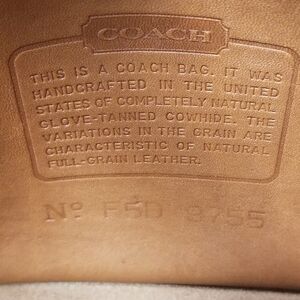 COACH
THIS IS A COACH BAG. IT WAS
HANDCRAFTED IN THE UNITED
STATES OF COMPLETELY NATURAL
GLOVE-TANNED COWHIDE. THE
VARIATIONS IN THE GRAIN ARE
CHARACTERISTIC OF NATURAL
FULL-GRAIN LEATHER.
Nº F5D 9755